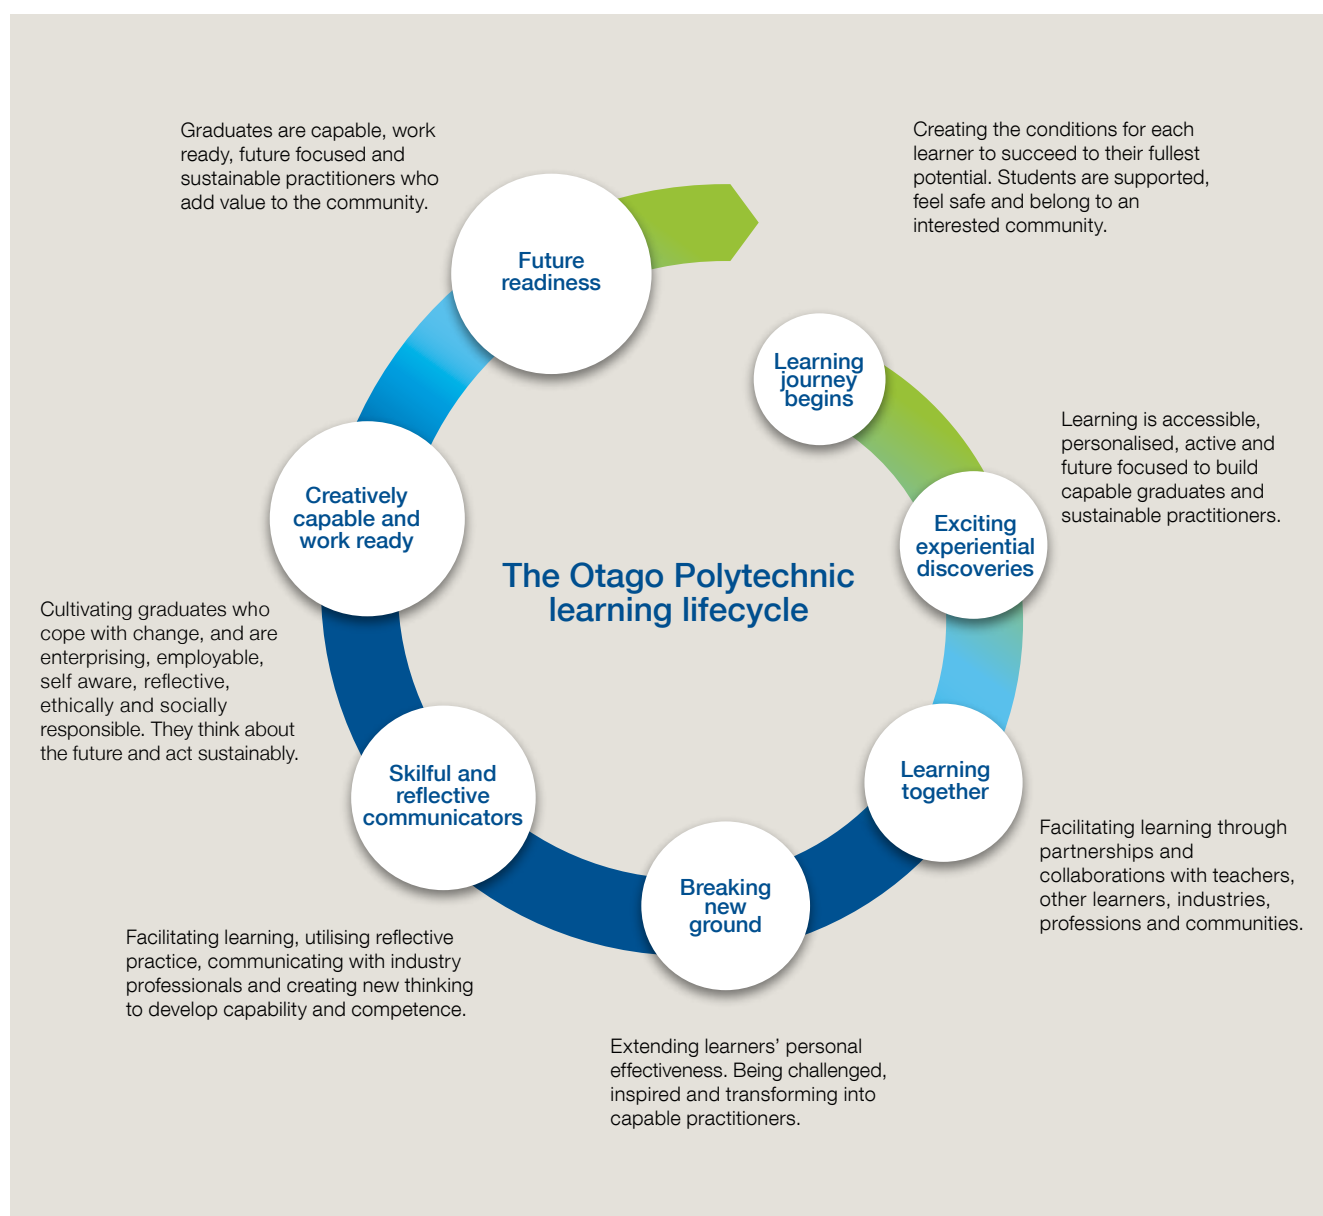 The Otago Polytechnic
learning lifecycle
Learning
journey
begins
Creating the conditions for each
learner to succeed to their fullest
potential. Students are supported,
feel safe and belong to an
interested community.
Exciting
experiential
discoveries
Learning is accessible,
personalised, active and
future focused to build
capable graduates and
sustainable practitioners.
Learning
together
Facilitating learning through
partnerships and
collaborations with teachers,
other learners, industries,
professions and communities.
Breaking
new
ground
Extending learners’ personal
effectiveness. Being challenged,
inspired and transforming into
capable practitioners.
Skilful and
reflective
communicators
Facilitating learning, utilising reflective
practice, communicating with industry
professionals and creating new thinking
to develop capability and competence.
Creatively
capable and
work ready
Cultivating graduates who
cope with change, and are
enterprising, employable,
self aware, reflective,
ethically and socially
responsible. They think about
the future and act sustainably.
Future
readiness
Graduates are capable, work
ready, future focused and
sustainable practitioners who
add value to the community.